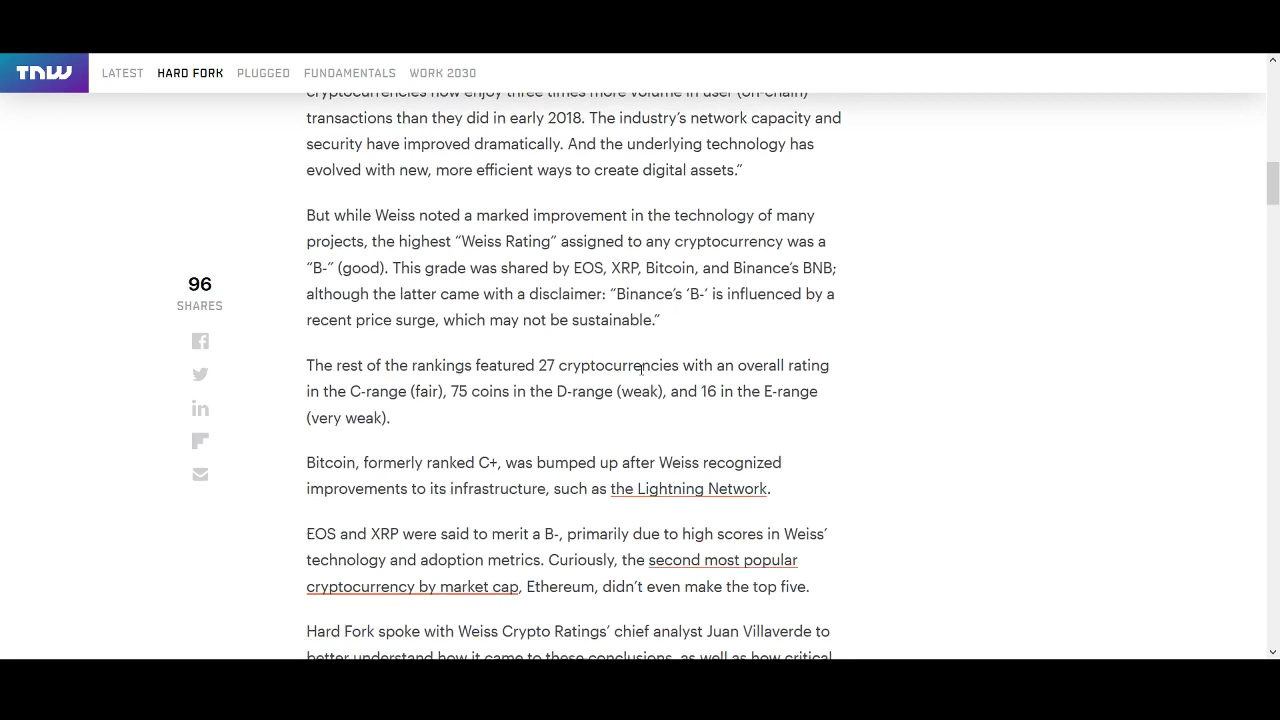 TNW
LATEST
HARD FORK
PLUGGED
FUNDAMENTALS
WORK 2030
cryptocurrencies now enjoy three times more volume in user (on-chain)
transactions than they did in early 2018. The industry’s network capacity and
security have improved dramatically. And the underlying technology has
evolved with new, more efficient ways to create digital assets.”
But while Weiss noted a marked improvement in the technology of many
projects, the highest “Weiss Rating” assigned to any cryptocurrency was a
“B-” (good). This grade was shared by EOS, XRP, Bitcoin, and Binance’s BNB;
although the latter came with a disclaimer: “Binance’s ‘B-‘ is influenced by a
recent price surge, which may not be sustainable.”
96
SHARES
The rest of the rankings featured 27 cryptocurrencies with an overall rating
in the C-range (fair), 75 coins in the D-range (weak), and 16 in the E-range
(very weak).
Bitcoin, formerly ranked C+, was bumped up after Weiss recognized
improvements to its infrastructure, such as the Lightning Network.
EOS and XRP were said to merit a B-, primarily due to high scores in Weiss’
technology and adoption metrics. Curiously, the second most popular
cryptocurrency by market cap, Ethereum, didn’t even make the top five.
Hard Fork spoke with Weiss Crypto Ratings’ chief analyst Juan Villaverde to
better understand how it came to these conclusions, as well as how critical